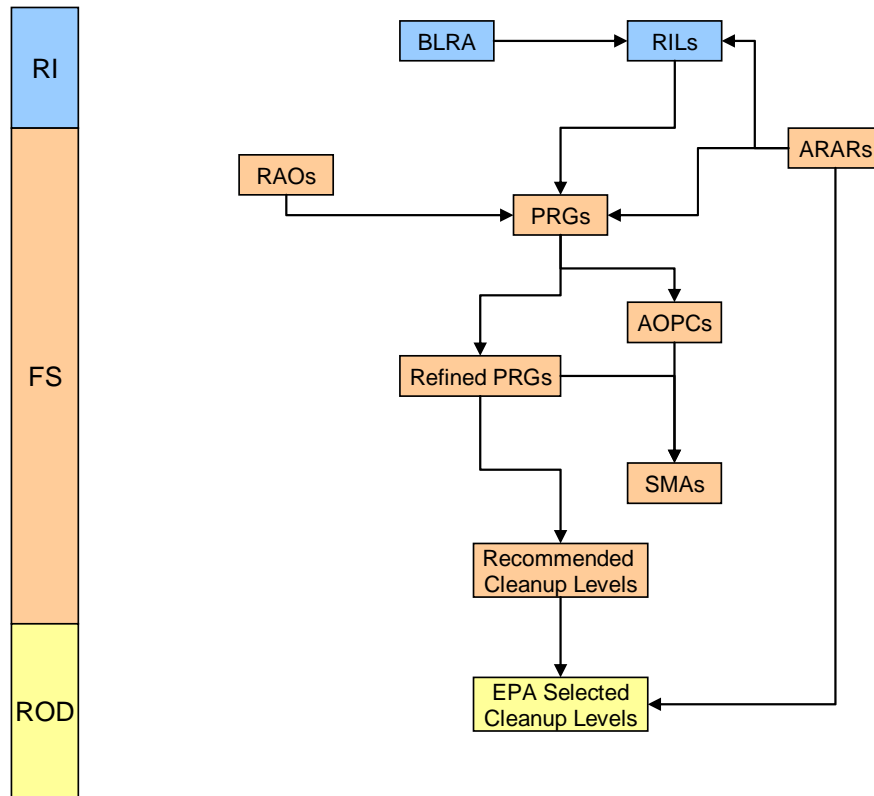 RI
BLRA
RILs
ARARs
RAOs
PRGs
AOPCs
FS
Refined PRGs
SMAs
Recommended
Cleanup Levels
ROD
EPA Selected
Cleanup Levels